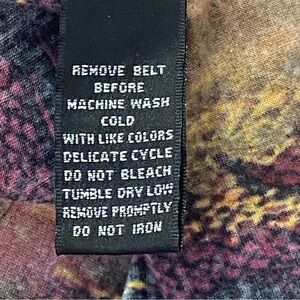 REMOVE BELT
BEFORE
MACHINE WASH
COLD
WITH LIKE COLORS
DELICATE CYCLE
DO NOT BLEACH
TUMBLE DRY LOW
REMOVE PROMPTLY
DO NOT IRON